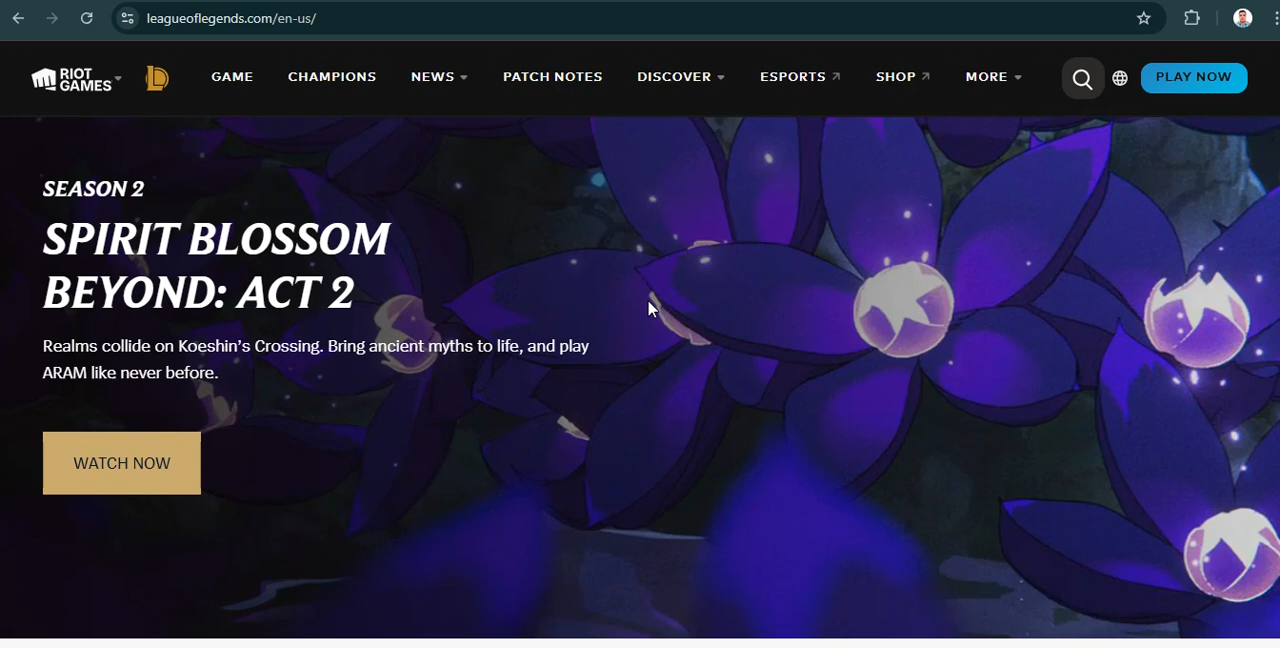 leagueoflegends.com/en-us/
RIOT GAMES
GAME
CHAMPIONS
NEWS
PATCH NOTES
DISCOVER
ESPORTS
SHOP
MORE
PLAY NOW
SEASON 2
SPIRIT BLOSSOM
BEYOND: ACT 2
Realms collide on Koeshin’s Crossing. Bring ancient myths to life, and play
ARAM like never before.
WATCH NOW